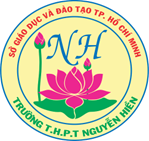 SỞ GIÁO DỤC VÀ ĐÀO TẠO TP. HỒ CHÍ MINH
NH
TRƯỜNG T.H.P.T NGUYỄN HIỀN